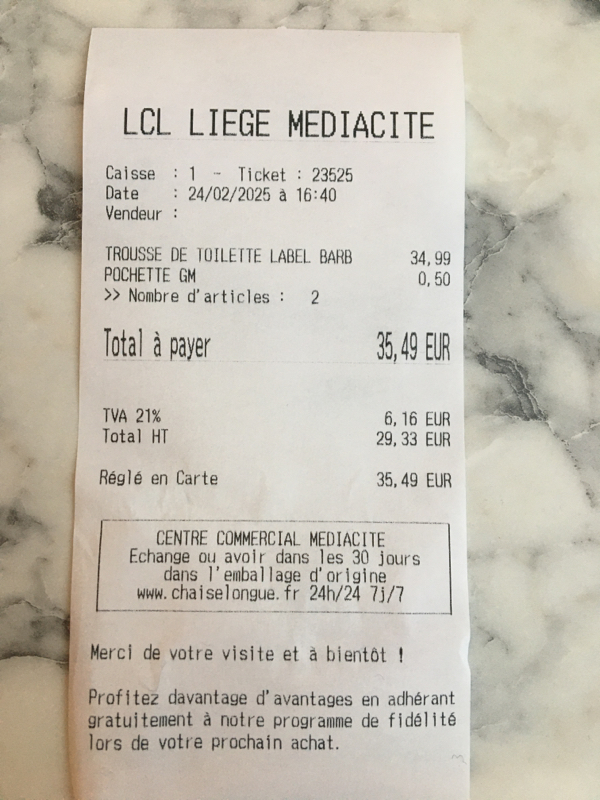 LCL LIEGE MEDIACITE
Caisse : 1 - Ticket : 23525
Date : 24/02/2025 à 16:40
Vendeur :
TROUSSE DE TOILETTE LABEL BARB 34,99
POCHETTE GM 0,50
>> Nombre d'articles : 2
Total à payer 35,49 EUR
TVA 21% 6,16 EUR
Total HT 29,33 EUR
Réglé en Carte 35,49 EUR
CENTRE COMMERCIAL MEDIACITE
Echange ou avoir dans les 30 jours
dans l'emballage d'origine
www.chaiselongue.fr 24h/24 7j/7
Merci de votre visite et à bientôt !
Profitez davantage d'avantages en adhérant
gratuitement à notre programme de fidélité
lors de votre prochain achat.